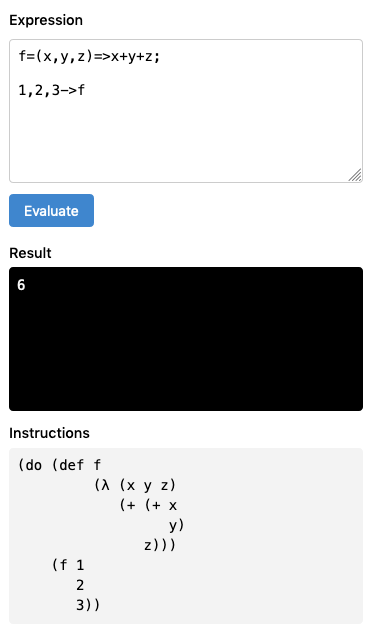 Expression
f=(x,y,z)=>x+y+z;
1,2,3->f
Evaluate
Result
6
Instructions
(do (def f
         (λ (x y z)
            (+ (+ x
                  y)
               z)))
    (f 1
       2
       3))